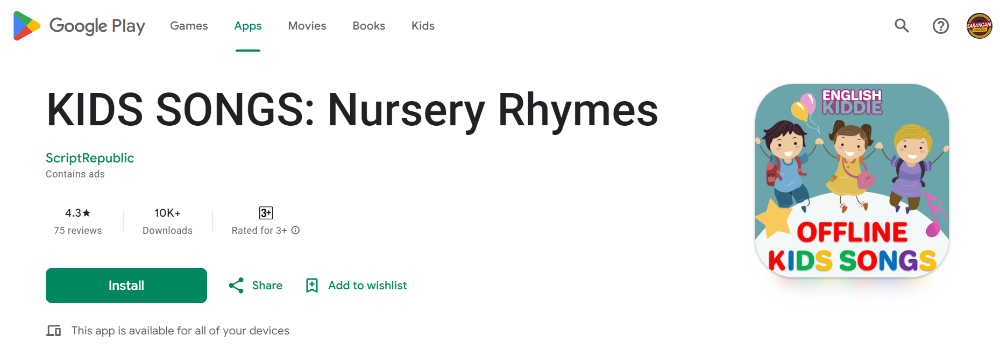 Google Play Games Apps Movies Books Kids
SARANGANI
INSIDER
KIDS SONGS: Nursery Rhymes
ScriptRepublic
Contains ads
4.3★ 10K+ 3+
75 reviews Downloads Rated for 3+
Install Share Add to wishlist
This app is available for all of your devices
ENGLISH
KIDDIE
OFFLINE
KIDS SONGS